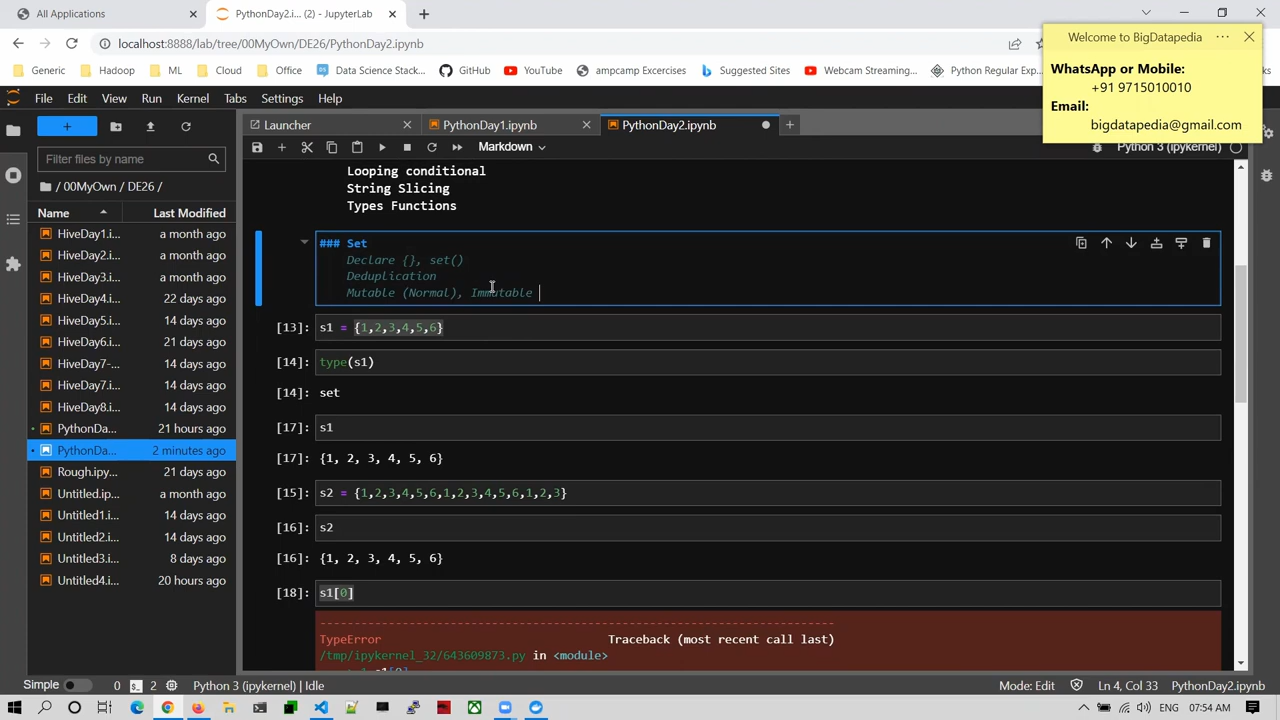 All Applications
PythonDay2.i... (2) - JupyterLab
localhost:8888/lab/tree/00MyOwn/DE26/PythonDay2.ipynb
Generic
Hadoop
ML
Cloud
Office
Data Science Stack...
GitHub
YouTube
ampcamp Excercises
Suggested Sites
Webcam Streaming...
Python Regular Exp...
Welcome to BigDatapedia
WhatsApp or Mobile:
+91 9715010010
Email:
bigdatapedia@gmail.com
File Edit View Run Kernel Tabs Settings Help
Launcher
PythonDay1.ipynb
PythonDay2.ipynb
Markdown
Python 3 (ipykernel)
Filter files by name
/ 00MyOwn / DE26 /
Name Last Modified
HiveDay1.i... a month ago
HiveDay2.i... a month ago
HiveDay3.i... a month ago
HiveDay4.i... 22 days ago
HiveDay5.i... 14 days ago
HiveDay6.i... 21 days ago
HiveDay7-... 14 days ago
HiveDay7.i... 14 days ago
HiveDay8.i... 14 days ago
PythonDa... 21 hours ago
PythonDa... 2 minutes ago
Rough.ipy... 21 days ago
Untitled.ip... a month ago
Untitled1.i... 14 days ago
Untitled2.i... 14 days ago
Untitled3.i... 8 days ago
Untitled4.i... 20 hours ago
Looping conditional
String Slicing
Types Functions
### Set
Declare {}, set()
Deduplication
Mutable (Normal), Immutable
[13]: s1 = {1,2,3,4,5,6}
[14]: type(s1)
[14]: set
[17]: s1
[17]: {1, 2, 3, 4, 5, 6}
[15]: s2 = {1,2,3,4,5,6,1,2,3,4,5,6,1,2,3}
[16]: s2
[16]: {1, 2, 3, 4, 5, 6}
[18]: s1[0]
TypeError Traceback (most recent call last)
/tmp/ipykernel_32/643609873.py in <module>
Simple 0 2 Python 3 (ipykernel) | Idle
Mode: Edit Ln 4, Col 33 PythonDay2.ipynb
07:54 AM